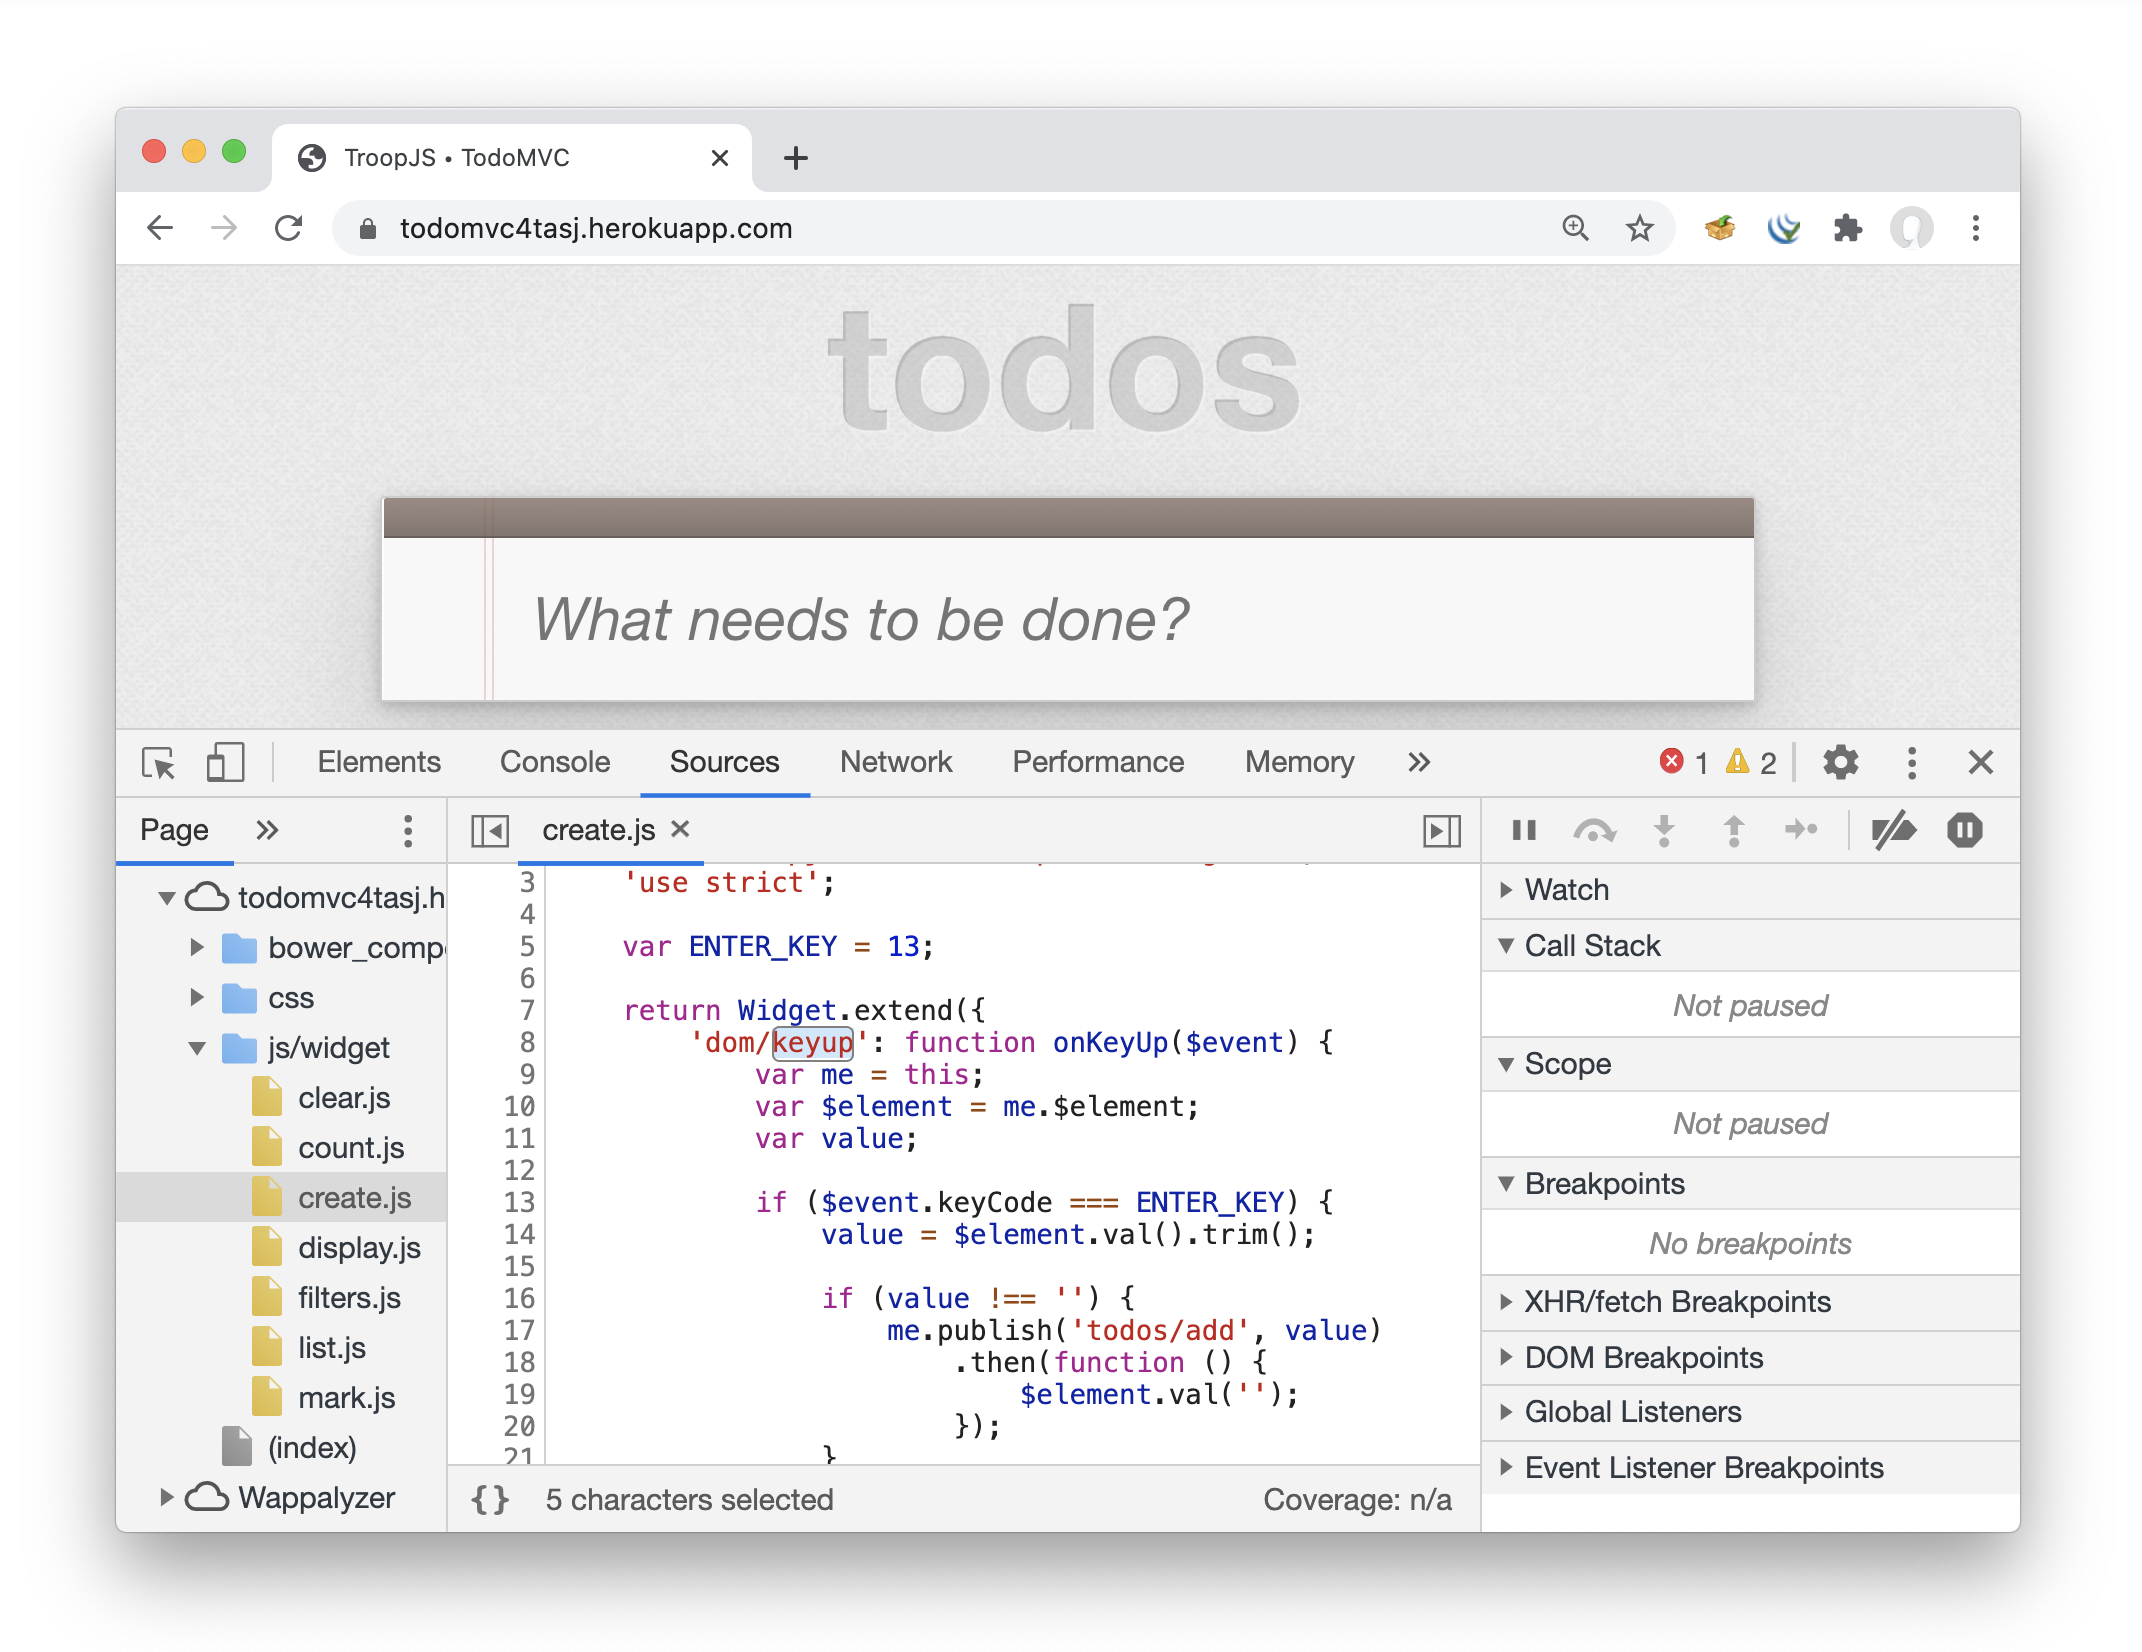 TroopJS • TodoMVC
todomvc4tasj.herokuapp.com
todos
What needs to be done?
Elements Console Sources Network Performance Memory » 1 2
Page » create.js
todomvc4tasj.h
bower_comp
css
js/widget
clear.js
count.js
create.js
display.js
filters.js
list.js
mark.js
(index)
Wappalyzer
3 'use strict';
4
5 var ENTER_KEY = 13;
6
7 return Widget.extend({
8 'dom/keyup': function onKeyUp($event) {
9 var me = this;
10 var $element = me.$element;
11 var value;
12
13 if ($event.keyCode === ENTER_KEY) {
14 value = $element.val().trim();
15
16 if (value !== '') {
17 me.publish('todos/add', value)
18 .then(function () {
19 $element.val('');
20 });
21 }
{} 5 characters selected Coverage: n/a
Watch
Call Stack
Not paused
Scope
Not paused
Breakpoints
No breakpoints
XHR/fetch Breakpoints
DOM Breakpoints
Global Listeners
Event Listener Breakpoints